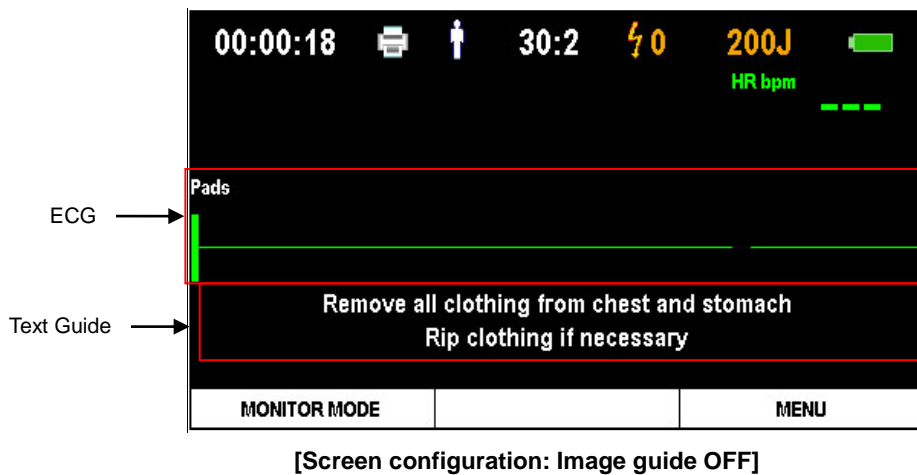 00:00:18 30:2 0 200J
HR bpm
---
Pads
ECG
Remove all clothing from chest and stomach
Text Guide
Rip clothing if necessary
MONITOR MODE MENU
[Screen configuration: Image guide OFF]